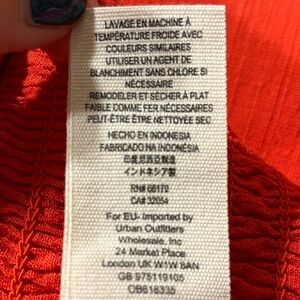 LAVAGE EN MACHINE À
TEMPÉRATURE FROIDE AVEC
COULEURS SIMILAIRES
UTILISER UN AGENT DE
BLANCHIMENT SANS CHLORE SI
NÉCESSAIRE
REMODELER ET SÉCHER À PLAT
FAIBLE COMME FER NÉCESSAIRES
PEUT-ÊTRE ÊTRE NETTOYÉE SEC
HECHO EN INDONESIA
FABRICADO NA INDONÉSIA
印度尼西亚制造
インドネシア製
RN# 66170
CA# 32054
For EU- Imported by
Urban Outfitters
Wholesale, Inc
24 Market Place
London UK W1W 8AN
GB 975119105
OB618335